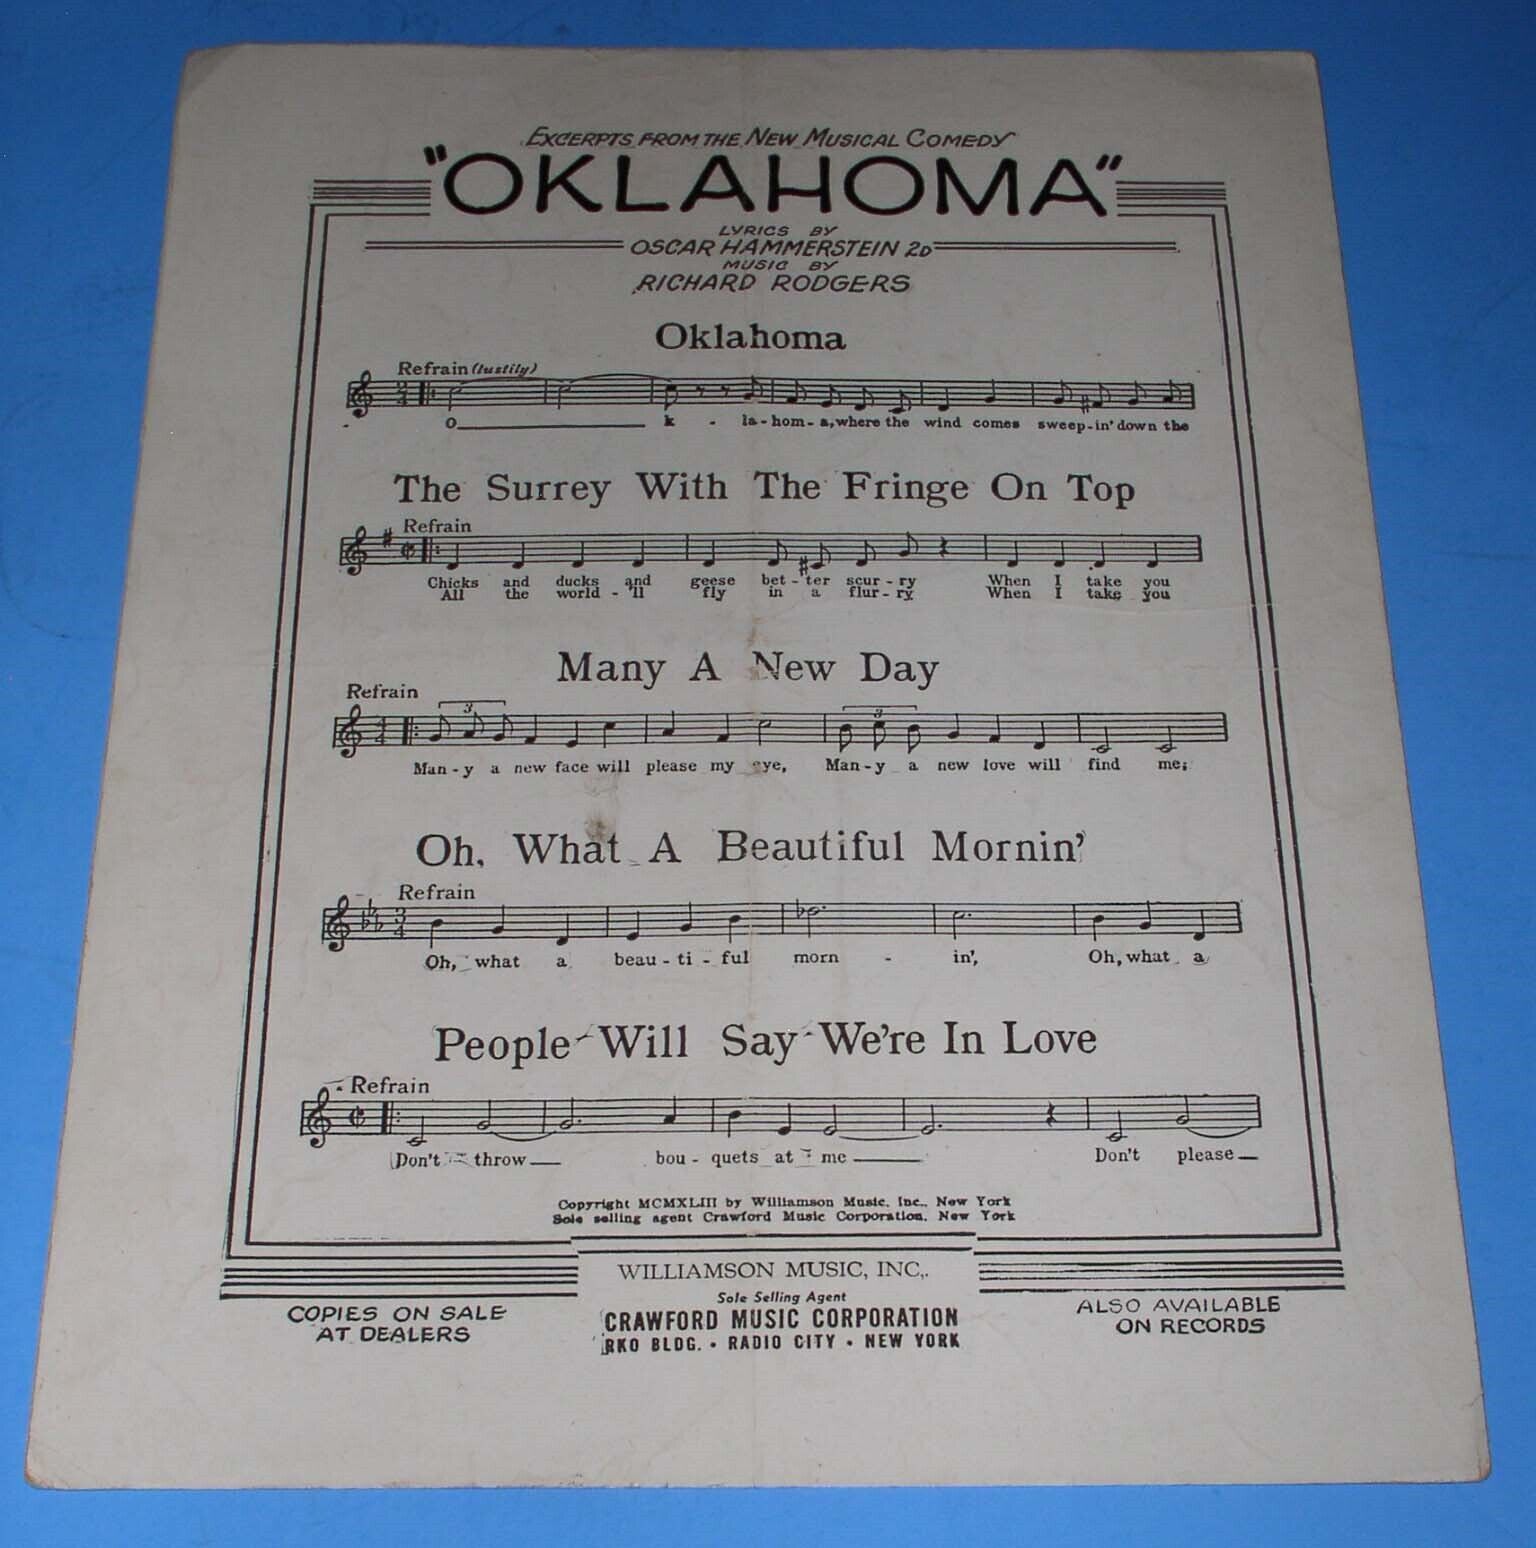 EXCERPTS FROM THE NEW MUSICAL COMEDY
"OKLAHOMA"
LYRICS BY
OSCAR HAMMERSTEIN 2D
MUSIC BY
RICHARD RODGERS
Oklahoma
Refrain (lustily)
O k - la-hom-a, where the wind comes sweep-in' down the
The Surrey With The Fringe On Top
Refrain
Chicks and ducks and geese bet-ter scur-ry When I take you
All the world-'ll fly in a flur-ry When I take you
Many A New Day
Refrain
3 3
Man-y a new face will please my eye, Man-y a new love will find me;
Oh, What A Beautiful Mornin'
Refrain
Oh, what a beau-ti-ful morn - in', Oh, what a
People Will Say We're In Love
Refrain
Don't throw bou-quets at me Don't please
Copyright MCMXLIII by Williamson Music, Inc., New York
Sole selling agent Crawford Music Corporation, New York
WILLIAMSON MUSIC, INC.
Sole Selling Agent
CRAWFORD MUSIC CORPORATION
RKO BLDG. • RADIO CITY • NEW YORK
COPIES ON SALE
AT DEALERS
ALSO AVAILABLE
ON RECORDS